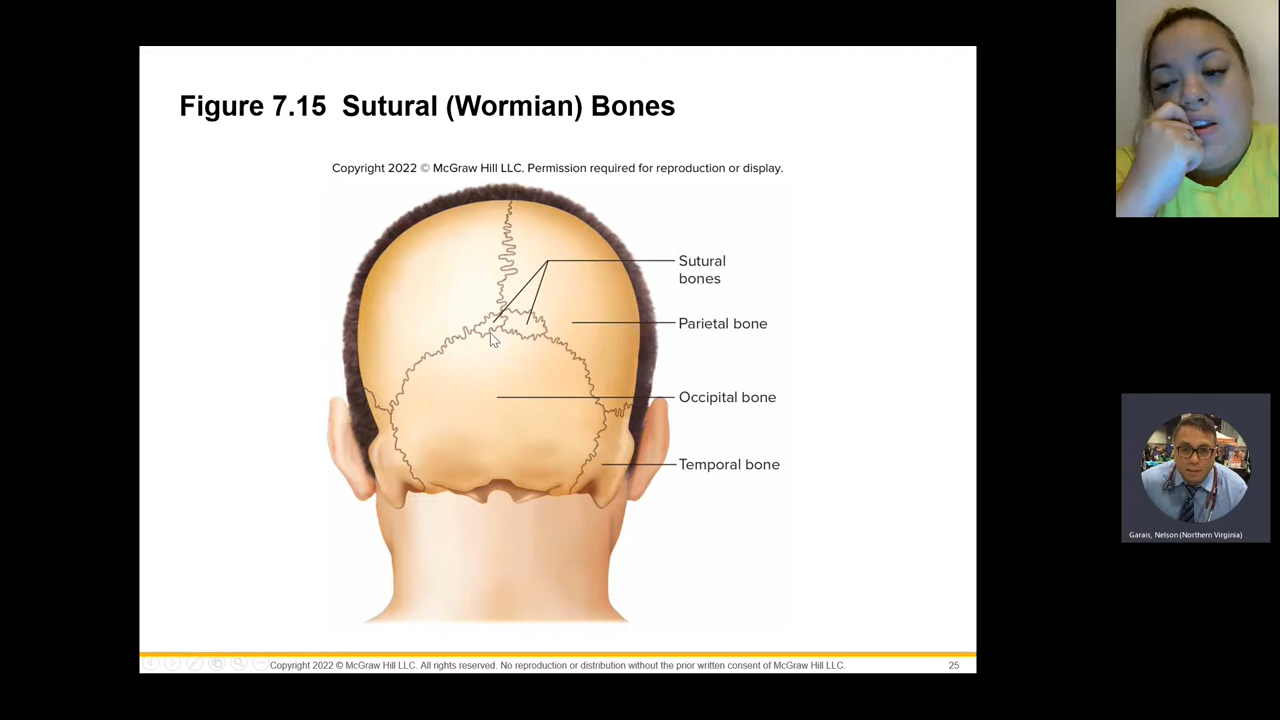 Figure 7.15 Sutural (Wormian) Bones
Copyright 2022 © McGraw Hill LLC. Permission required for reproduction or display.
Sutural
bones
Parietal bone
Occipital bone
Temporal bone
Garais, Nelson (Northern Virginia)
Copyright 2022 © McGraw Hill LLC. All rights reserved. No reproduction or distribution without the prior written consent of McGraw Hill LLC.
25